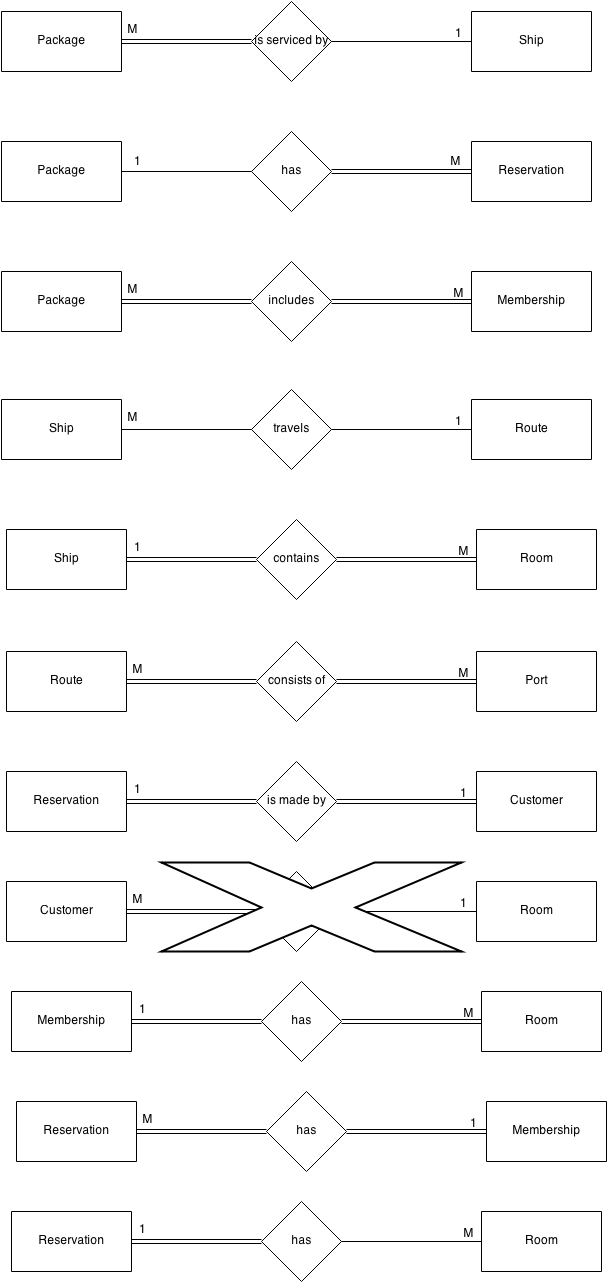 M
1
Package
is serviced by
Ship
1
M
Package
has
Reservation
M
M
Package
includes
Membership
M
1
Ship
travels
Route
1
M
Ship
contains
Room
M
M
Route
consists of
Port
1
1
Reservation
is made by
Customer
M
1
Customer
Room
1
M
Membership
has
Room
M
1
Reservation
has
Membership
1
M
Reservation
has
Room